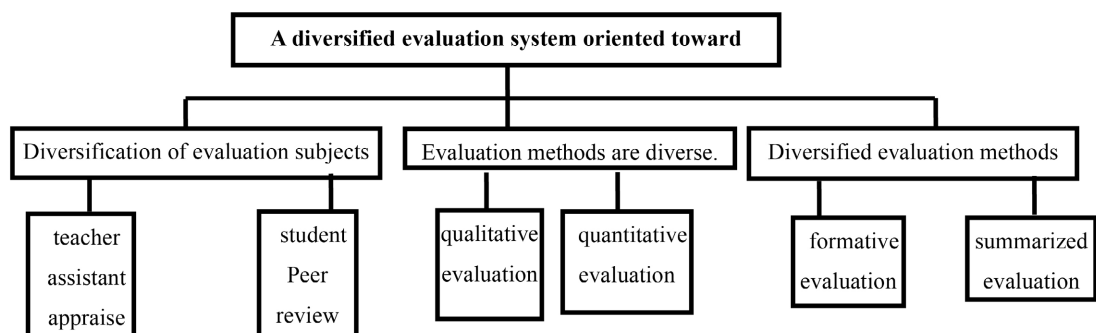 A diversified evaluation system oriented toward
Diversification of evaluation subjects
Evaluation methods are diverse.
Diversified evaluation methods
teacher
assistant
appraise
student
Peer
review
qualitative
evaluation
quantitative
evaluation
formative
evaluation
summarized
evaluation